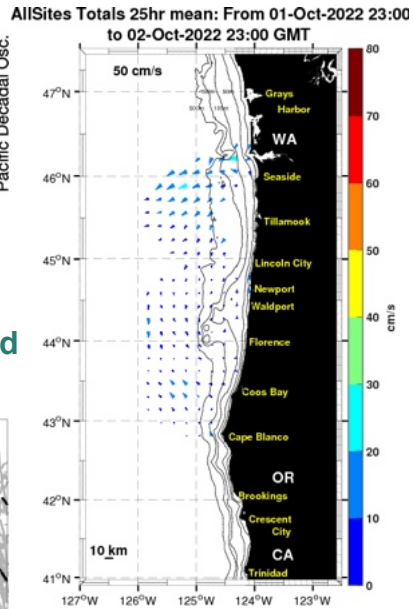 AllSites Totals 25hr mean: From 01-Oct-2022 23:00
to 02-Oct-2022 23:00 GMT
Pacific Decadal Osc.
50 cm/s
80
47°N
Grays
Harbor
70
WA
46°N
Seaside
60
Tillamook
50
45°N
Lincoln City
Newport
cm/s
Waldport
40
d
44°N
Florence
30
Coos Bay
43°N
Cape Blanco
20
OR
42°N
Brookings
10
Crescent
City
10 km
CA
41°N
Trinidad
0
127°W
126°W
125°W
124°W
123°W